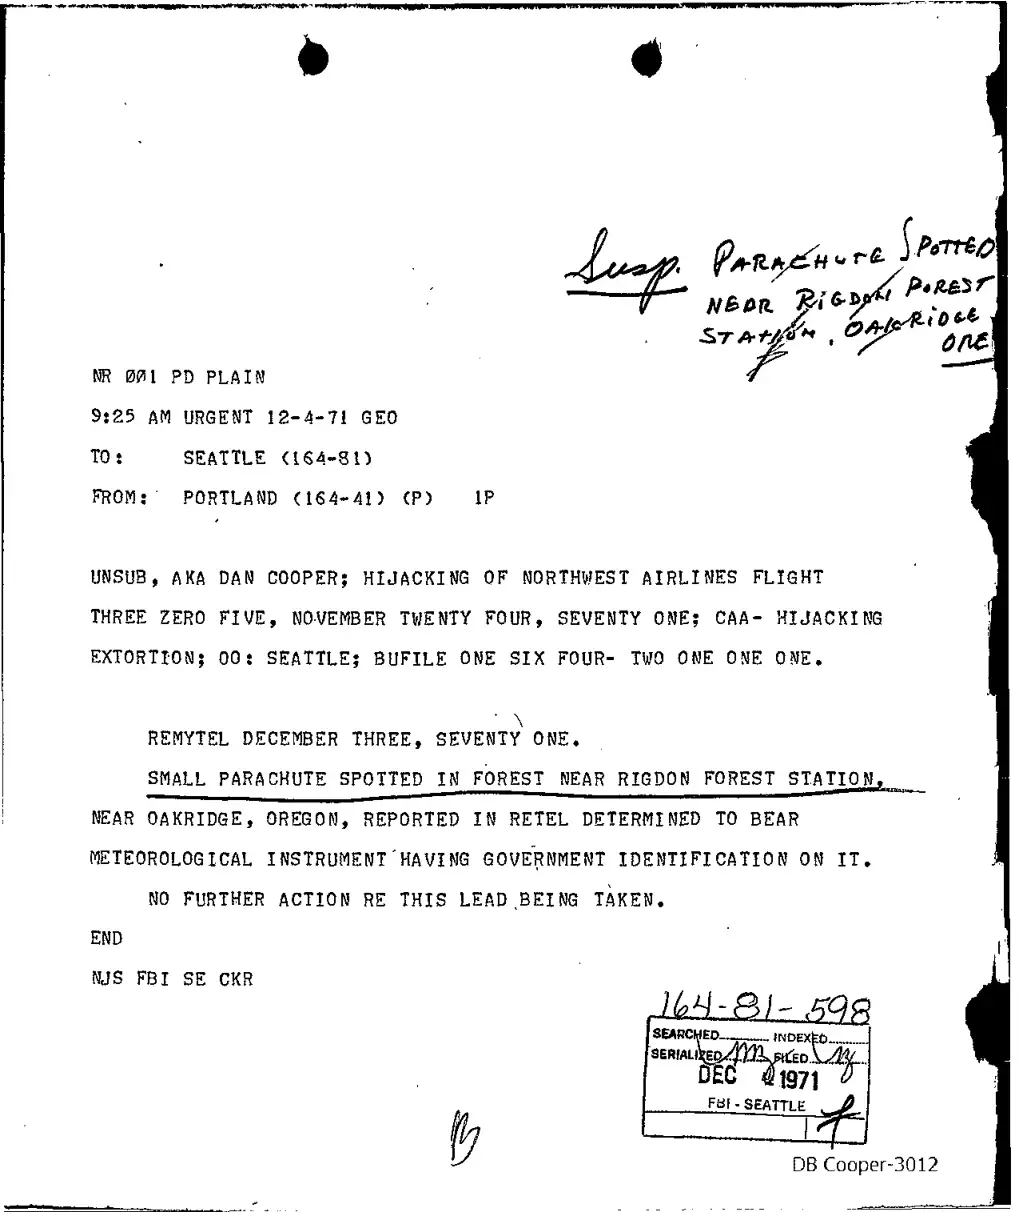 Susp. PARACHUTE SPOTTED
NEAR RIGDON FOREST
STATION, OAKRIDGE
ORE
NR 001 PD PLAIN
9:25 AM URGENT 12-4-71 GEO
TO: SEATTLE (164-81)
FROM: PORTLAND (164-41) (P) 1P
UNSUB, AKA DAN COOPER; HIJACKING OF NORTHWEST AIRLINES FLIGHT
THREE ZERO FIVE, NOVEMBER TWENTY FOUR, SEVENTY ONE; CAA- HIJACKING
EXTORTION; OO: SEATTLE; BUFILE ONE SIX FOUR- TWO ONE ONE ONE.
REMYTEL DECEMBER THREE, SEVENTY ONE.
SMALL PARACHUTE SPOTTED IN FOREST NEAR RIGDON FOREST STATION,
NEAR OAKRIDGE, OREGON, REPORTED IN RETEL DETERMINED TO BEAR
METEOROLOGICAL INSTRUMENT HAVING GOVERNMENT IDENTIFICATION ON IT.
NO FURTHER ACTION RE THIS LEAD BEING TAKEN.
END
NJS FBI SE CKR
164-81-598
SEARCHED INDEXED
SERIALIZED FILED
DEC 1971
FBI - SEATTLE
DB Cooper-3012